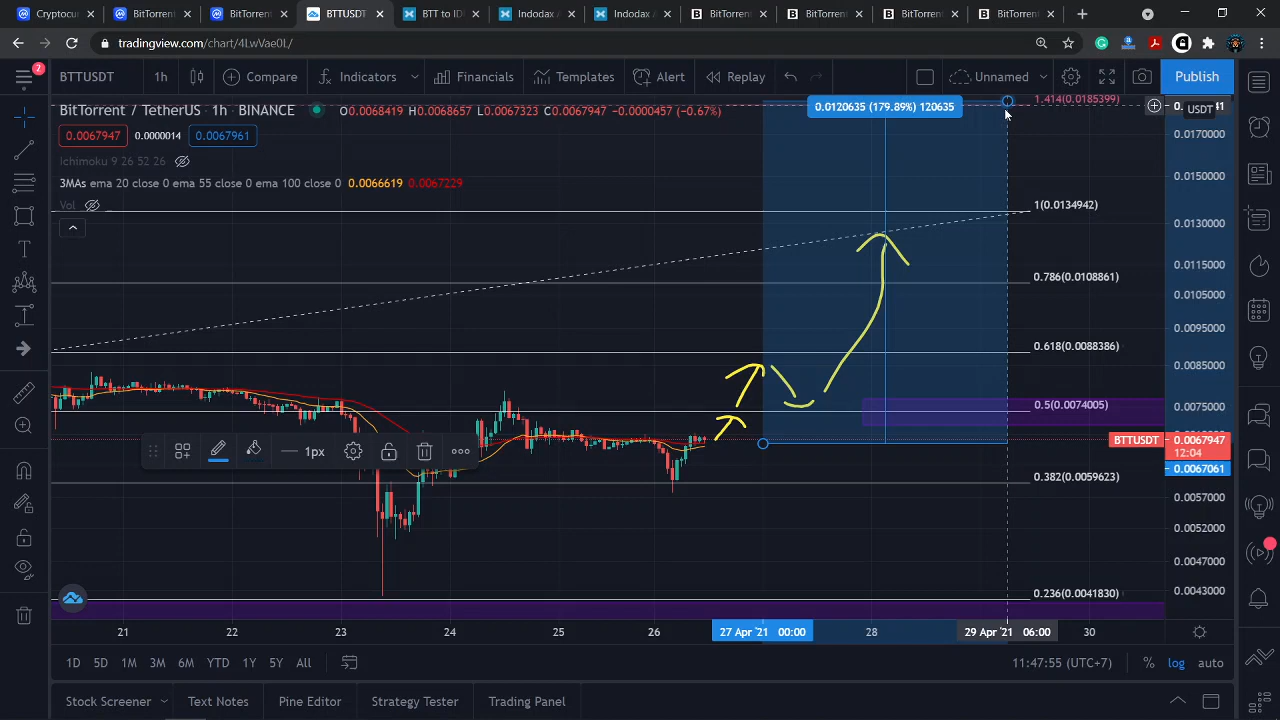 Cryptocu
BitTorrent
BitTorrent
BTTUSDT
BTT to ID
Indodax
Indodax
BitTorrent
BitTorrent
BitTorrent
BitTorrent
tradingview.com/chart/4LwVae0L/
2
BTTUSDT 1h Compare Indicators Financials Templates Alert Replay Unnamed Publish
BitTorrent / TetherUS · 1h · BINANCE O0.0068419 H0.0068657 L0.0067323 C0.0067947 −0.0000457 (−0.67%)
0.0067947 0.0000014 0.0067961
Ichimoku 9 26 52 26
3MAs ema 20 close 0 ema 55 close 0 ema 100 close 0 0.0066619 0.0067229
Vol
0.0120635 (179.89%) 120635
1.414(0.0185399)
USDT
0.0170000
0.0150000
1(0.0134942)
0.0130000
0.0115000
0.786(0.0108861)
0.0105000
0.0095000
0.618(0.0088386)
0.0085000
0.5(0.0074005)
0.0075000
BTTUSDT 0.0067947
12:04
0.0067061
0.382(0.0059623)
0.0057000
0.0052000
0.0047000
0.236(0.0041830)
0.0043000
1px
21 22 23 24 25 26 27 Apr '21 00:00 28 29 Apr '21 06:00 30
1D 5D 1M 3M 6M YTD 1Y 5Y All 11:47:55 (UTC+7) % log auto
Stock Screener Text Notes Pine Editor Strategy Tester Trading Panel